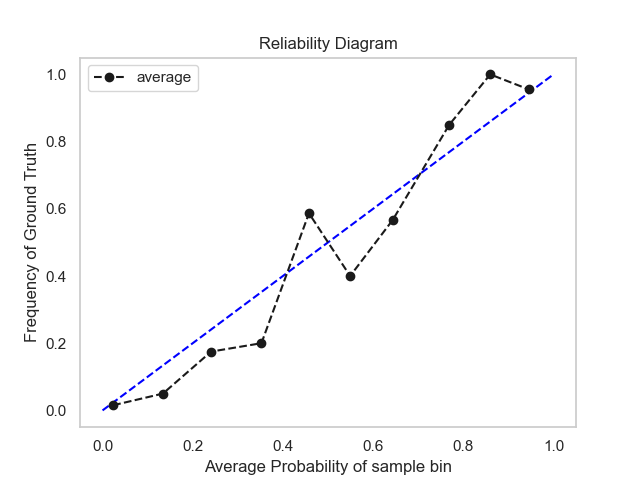 Reliability Diagram
average
Frequency of Ground Truth
1.0
0.8
0.6
0.4
0.2
0.0
0.0 0.2 0.4 0.6 0.8 1.0
Average Probability of sample bin